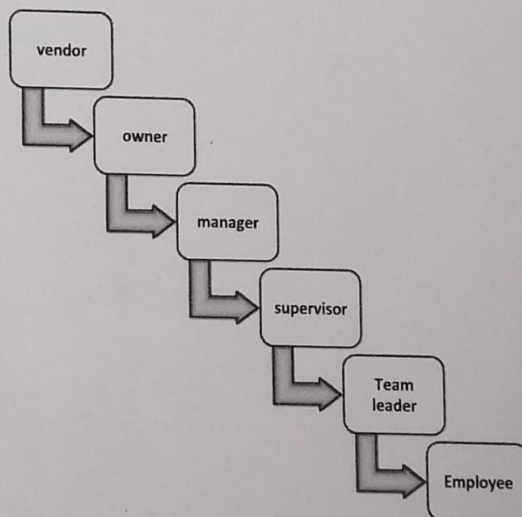 vendor
owner
manager
supervisor
Team
leader
Employee